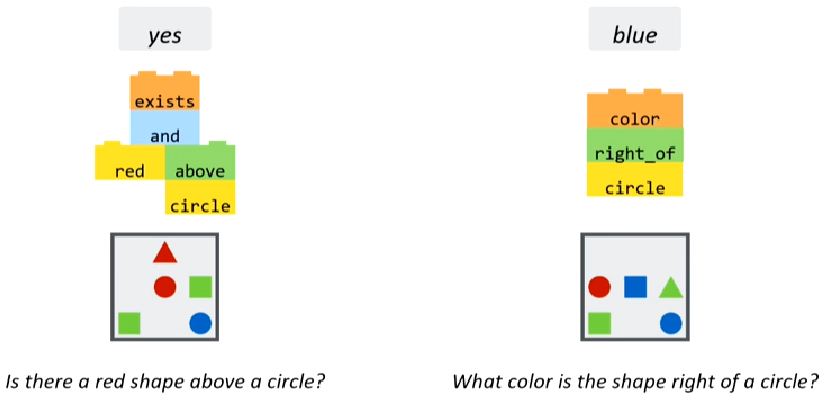 yes
exists
and
red above
circle
Is there a red shape above a circle?
blue
color
right_of
circle
What color is the shape right of a circle?